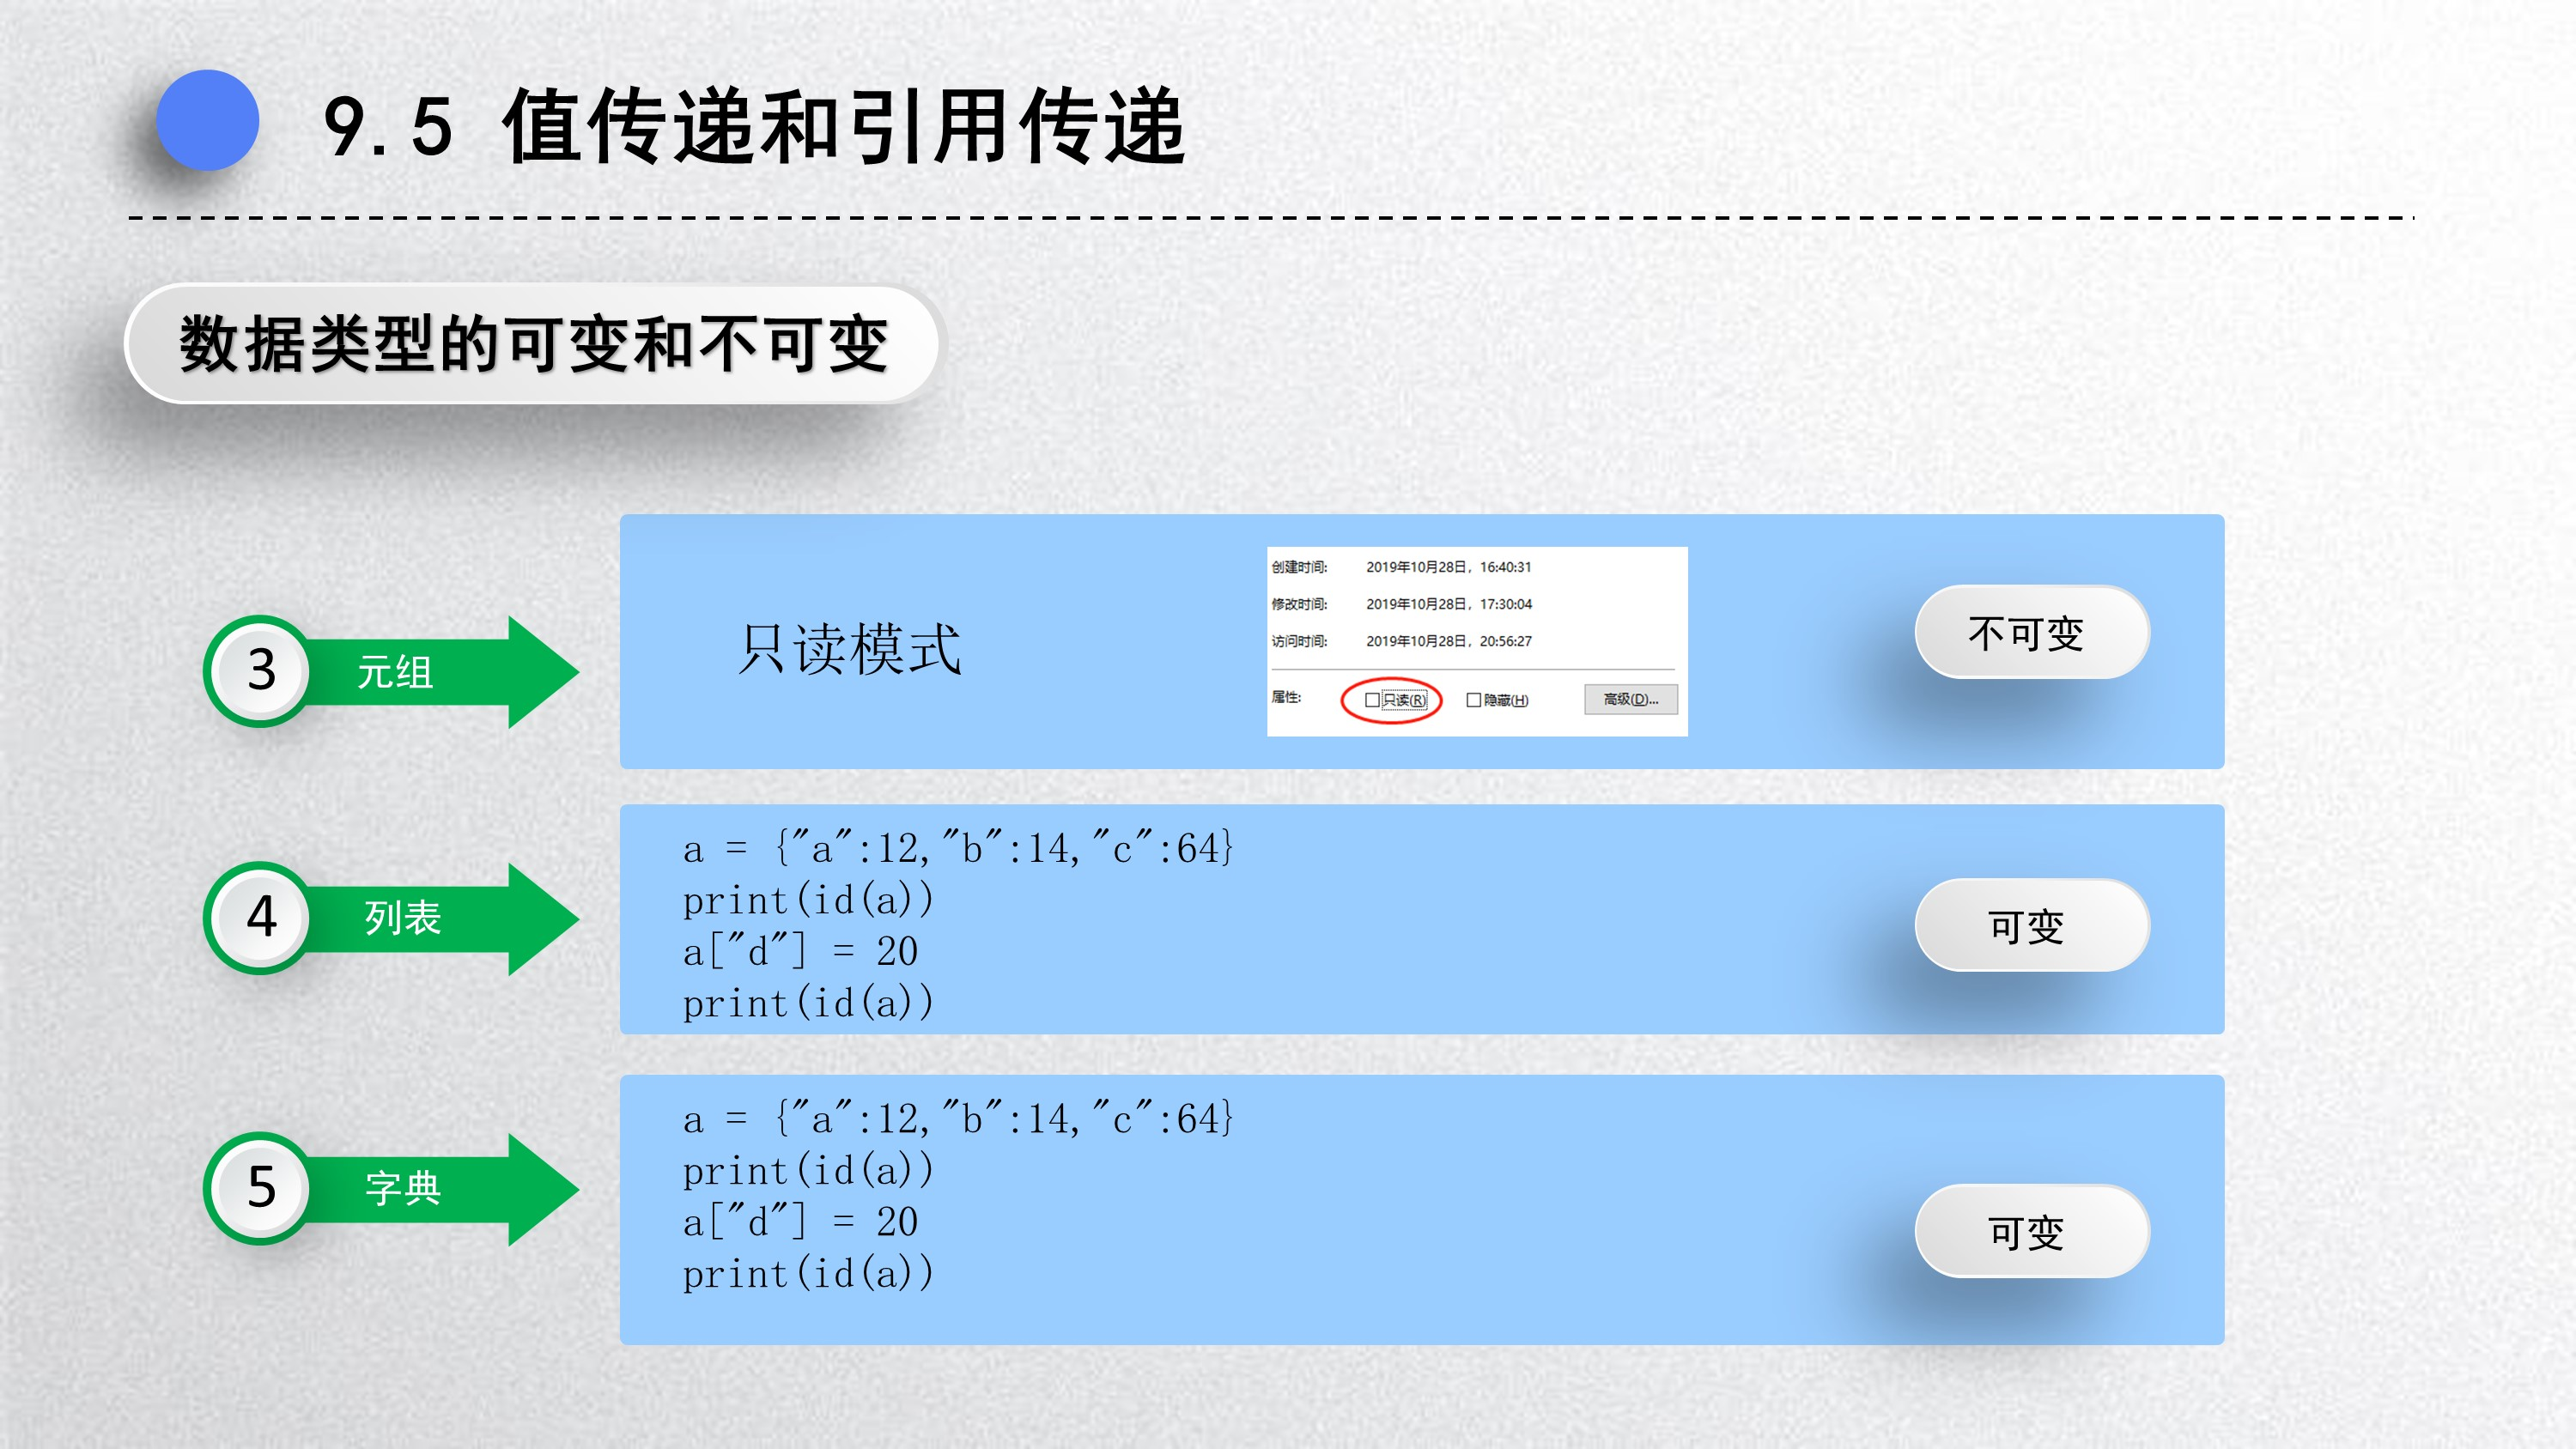 9.5 值传递和引用传递
数据类型的可变和不可变
3 元组
只读模式
创建时间: 2019年10月28日，16:40:31
修改时间: 2019年10月28日，17:30:04
访问时间: 2019年10月28日，20:56:27
属性: 只读(R) 隐藏(H) 高级(D)...
不可变
4 列表
a = {"a":12,"b":14,"c":64}
print(id(a))
a["d"] = 20
print(id(a))
可变
5 字典
a = {"a":12,"b":14,"c":64}
print(id(a))
a["d"] = 20
print(id(a))
可变